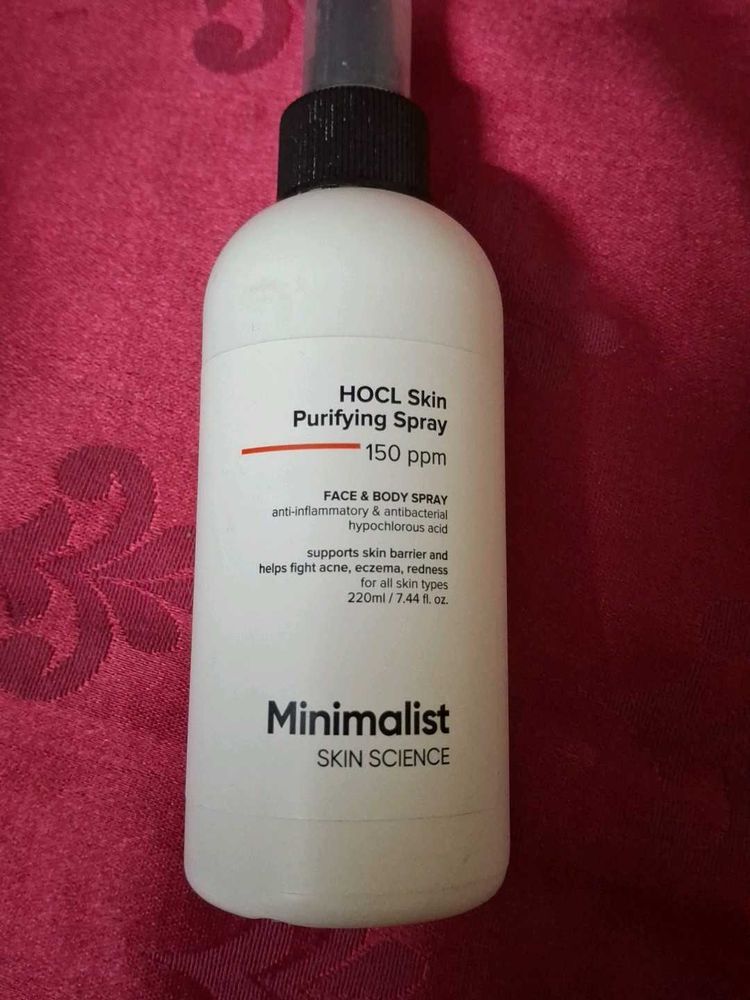 HOCL Skin
Purifying Spray
150 ppm
FACE & BODY SPRAY
anti-inflammatory & antibacterial
hypochlorous acid
supports skin barrier and
helps fight acne, eczema, redness
for all skin types
220ml / 7.44 fl. oz.
Minimalist
SKIN SCIENCE